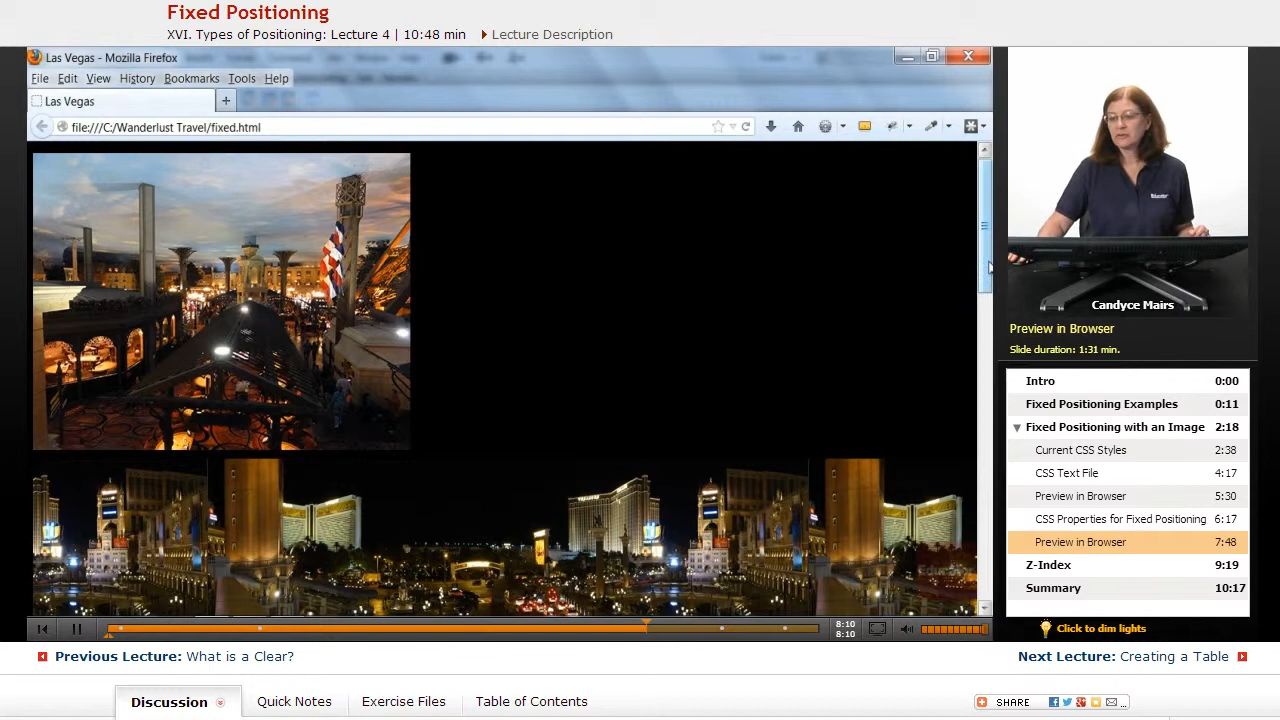 Fixed Positioning
XVI. Types of Positioning: Lecture 4 | 10:48 min Lecture Description
Las Vegas - Mozilla Firefox
File Edit View History Bookmarks Tools Help
Las Vegas
file:///C:/Wanderlust Travel/fixed.html
Educator
Candyce Mairs
Preview in Browser
Slide duration: 1:31 min.
Intro 0:00
Fixed Positioning Examples 0:11
Fixed Positioning with an Image 2:18
Current CSS Styles 2:38
CSS Text File 4:17
Preview in Browser 5:30
CSS Properties for Fixed Positioning 6:17
Preview in Browser 7:48
Z-Index 9:19
Summary 10:17
8:10
8:10
Click to dim lights
Previous Lecture: What is a Clear?
Next Lecture: Creating a Table
Discussion Quick Notes Exercise Files Table of Contents
SHARE